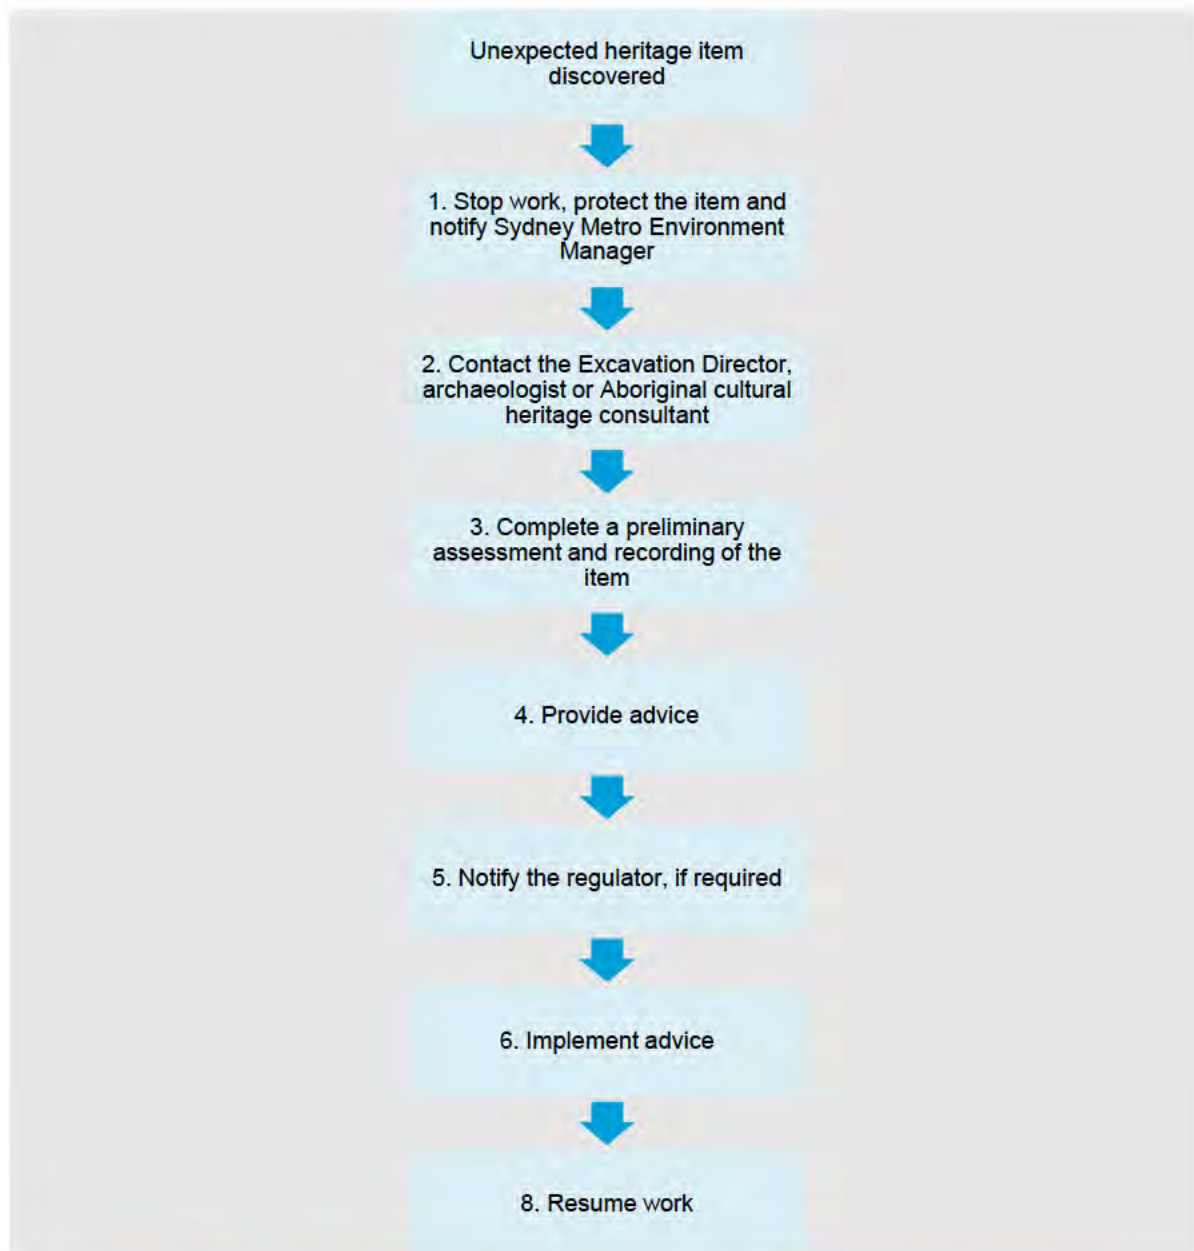 Unexpected heritage item
discovered
1. Stop work, protect the item and
notify Sydney Metro Environment
Manager
2. Contact the Excavation Director,
archaeologist or Aboriginal cultural
heritage consultant
3. Complete a preliminary
assessment and recording of the
item
4. Provide advice
5. Notify the regulator, if required
6. Implement advice
8. Resume work